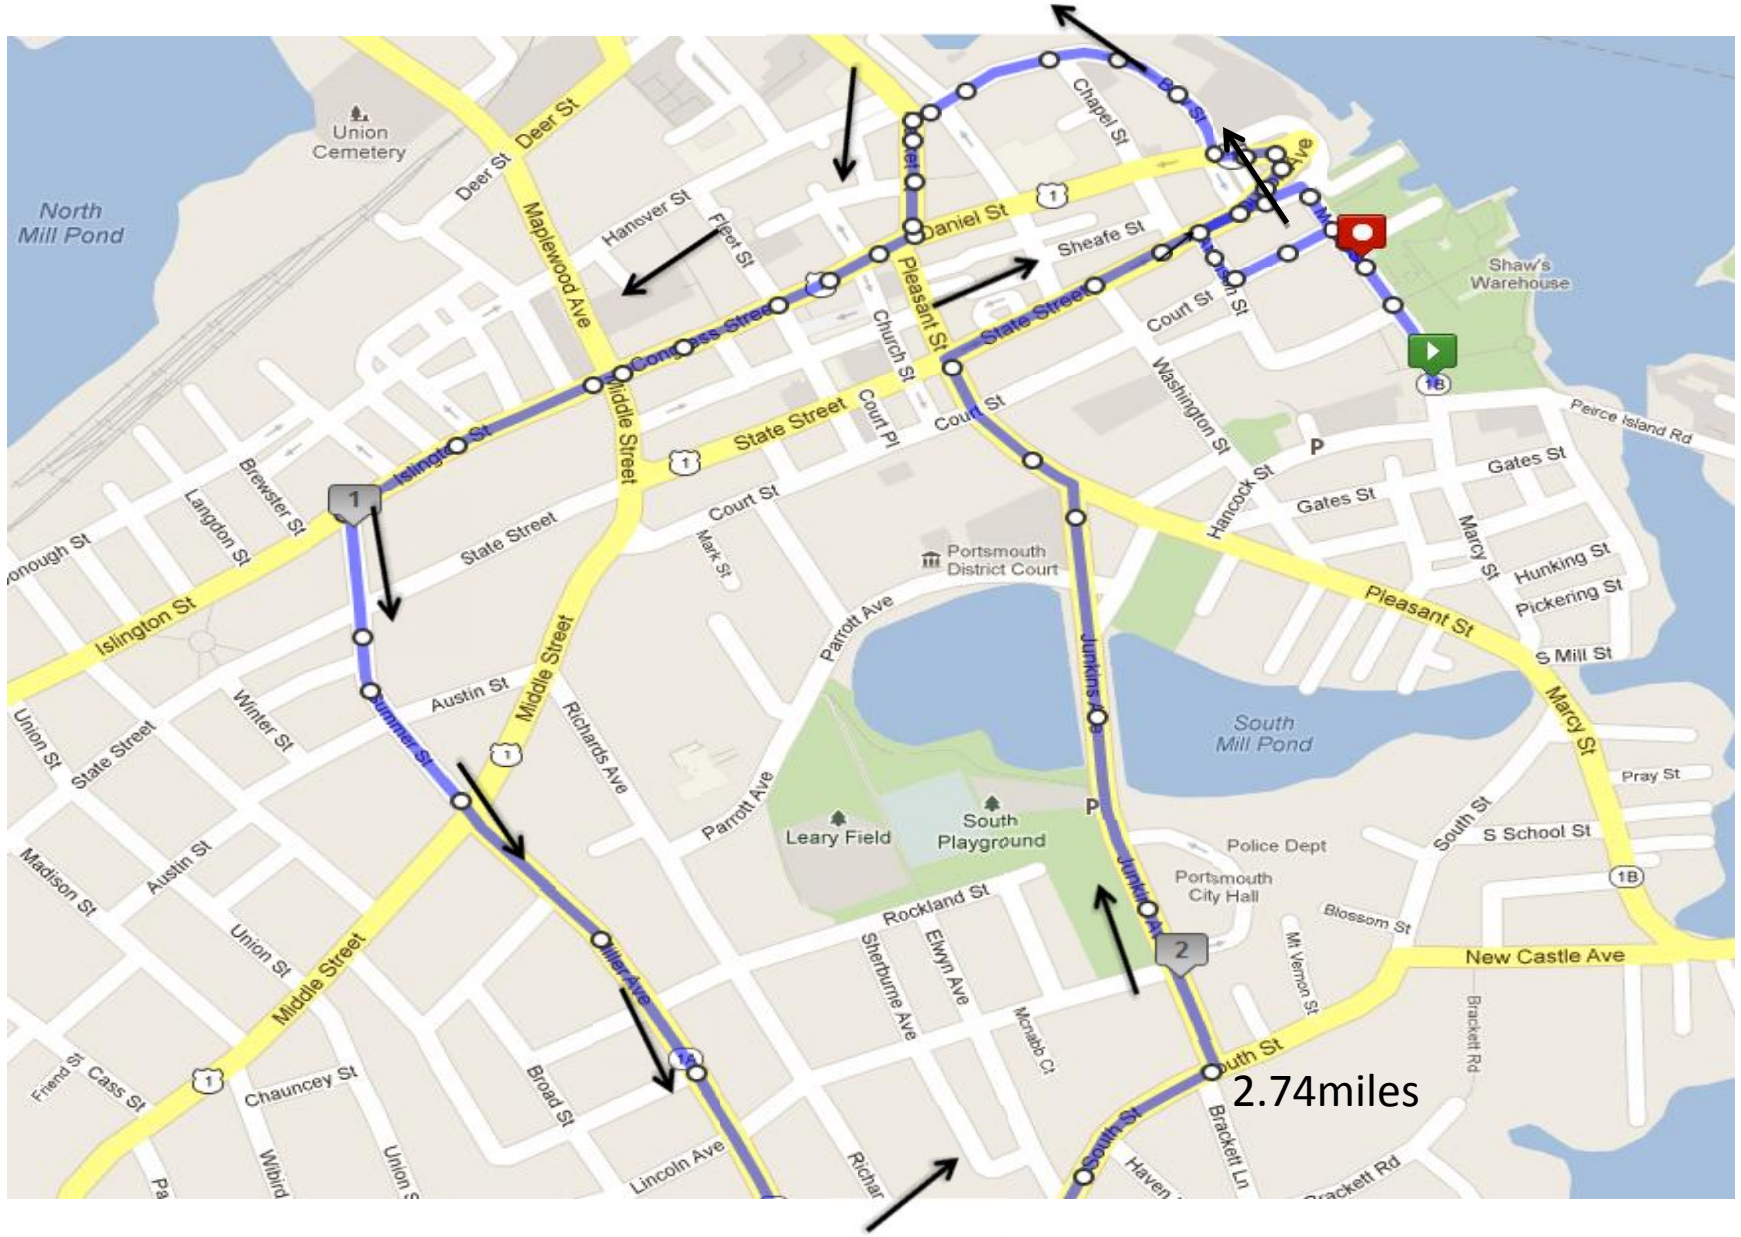 Union
Cemetery
Deer St
Deer St
North
Mill Pond
Maplewood Ave
Hanover St
Fleet St
Chapel St
Daniel St
1
Sheafe St
Pleasant St
State Street
Congress Street
Church St
Court St
Court Pl
Court St
Washington St
Shaw's
Warehouse
1B
Peirce Island Rd
P
Middle Street
State Street
1
Islington St
1
Brewster St
Langdon St
State Street
Court St
Mark St
Portsmouth
District Court
Hancock St
Gates St
Gates St
Marcy St
Hunking St
Pickering St
S Mill St
Pleasant St
onough St
Islington St
Parrott Ave
Junkins Ave
Austin St
Middle Street
Winter St
Summer St
Richards Ave
1
Union St
State Street
South
Mill Pond
Marcy St
Pray St
South St
S School St
P
Leary Field
South
Playground
Parrott Ave
Police Dept
Portsmouth
City Hall
1B
Austin St
Madison St
Rockland St
Blossom St
Union St
Middle Street
Miller Ave
Sherburne Ave
Elwyn Ave
2
Mt Vernon St
New Castle Ave
Brackett Rd
Mcnabb Ct
1A
Friend St
Cass St
1
Chauncey St
Broad St
South St
2.74miles
Brackett Ln
South St
Haven
Brackett Rd
Lincoln Ave
Richar
Wibird
Union S
Pa